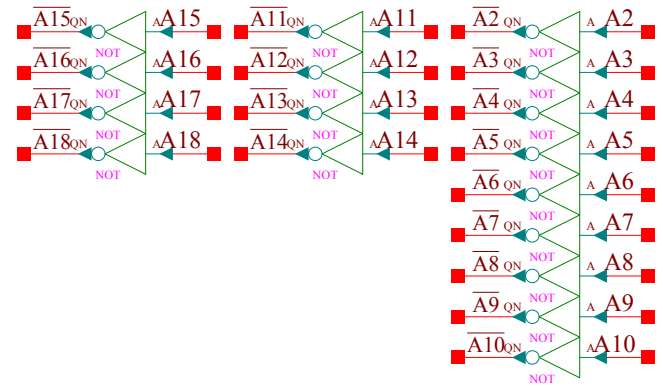 A15 QN A A15 A11 QN A A11 A2 QN A A2
NOT NOT NOT
A16 QN A A16 A12 QN A A12 A3 QN A A3
NOT NOT NOT
A17 QN A A17 A13 QN A A13 A4 QN A A4
NOT NOT NOT
A18 QN A A18 A14 QN A A14 A5 QN A A5
NOT NOT NOT
A6 QN A A6
NOT
A7 QN A A7
NOT
A8 QN A A8
NOT
A9 QN A A9
NOT
A10 QN A A10
NOT